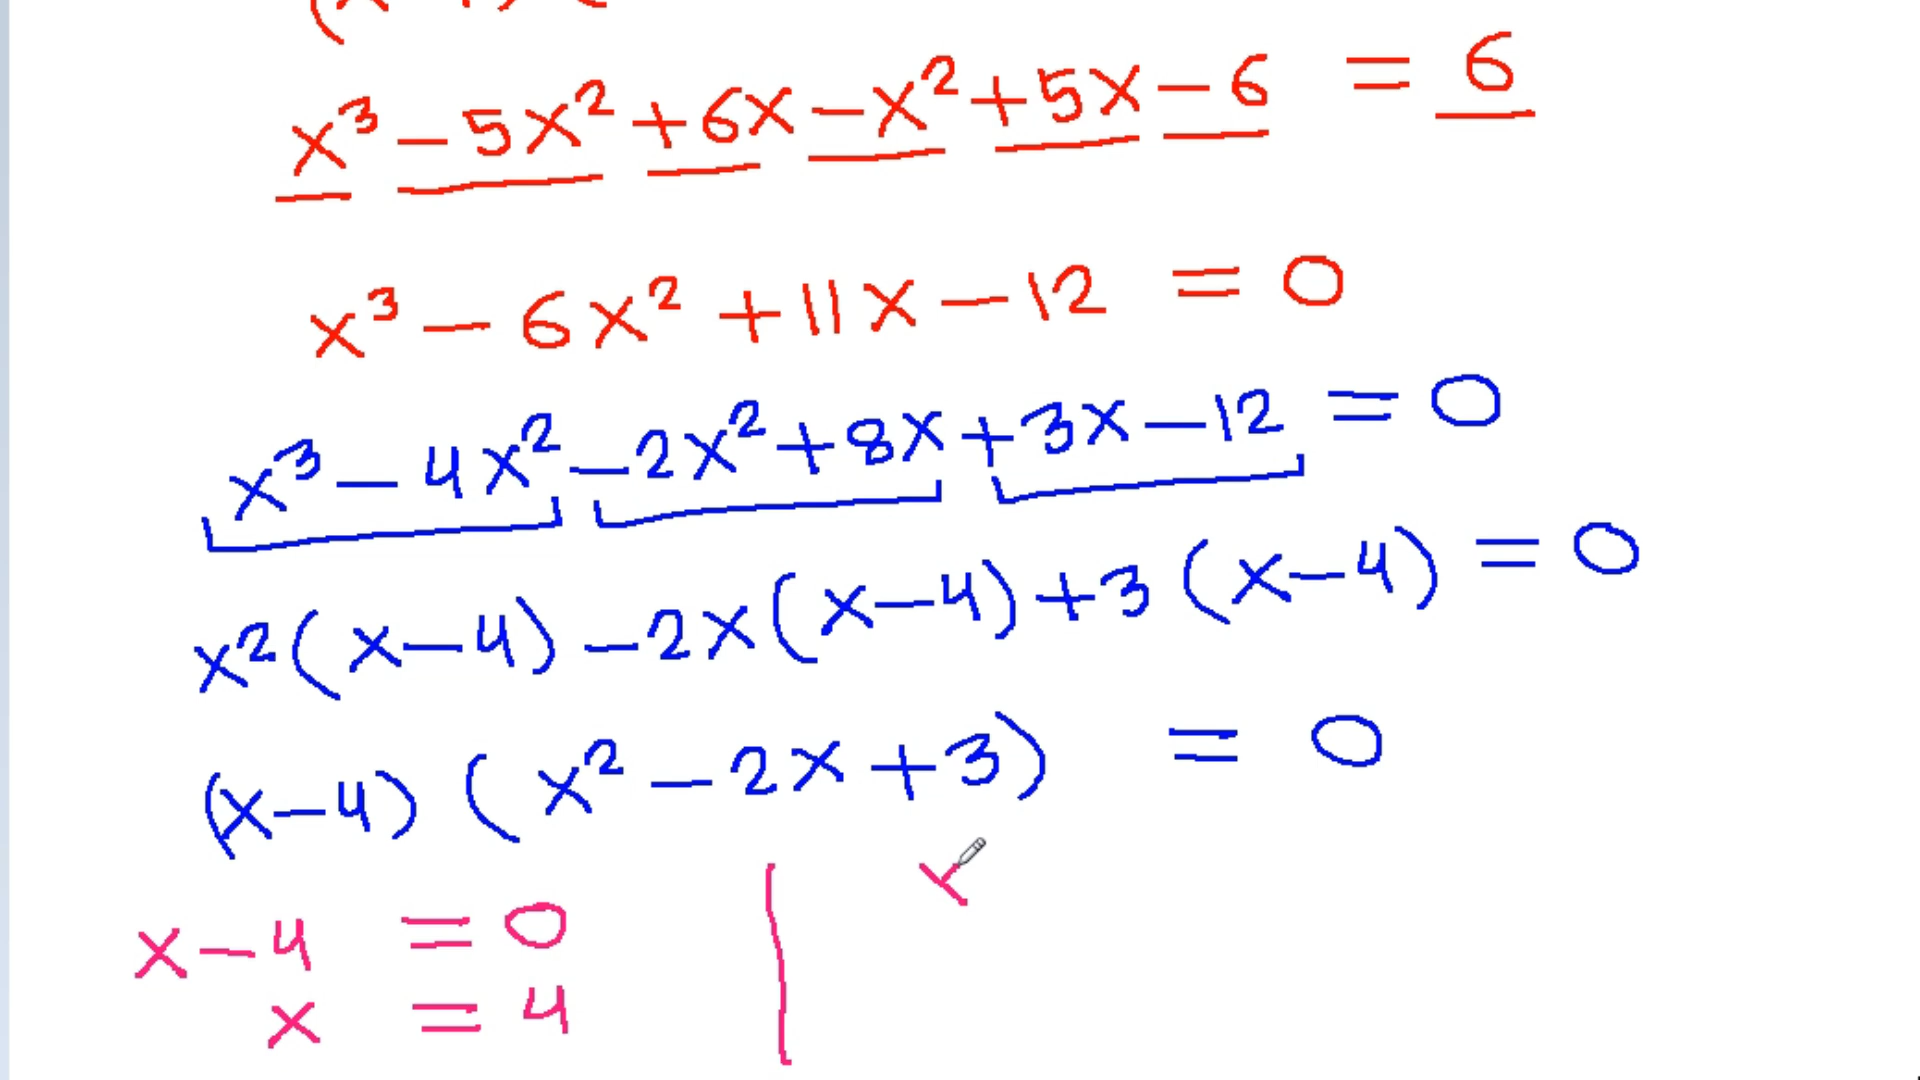 x³ - 5x² + 6x - x² + 5x - 6 = 6
x³ - 6x² + 11x - 12 = 0
x³ - 4x² - 2x² + 8x + 3x - 12 = 0
x²(x-4) - 2x(x-4) + 3(x-4) = 0
(x-4)(x² - 2x + 3) = 0
x
x - 4 = 0
x = 4